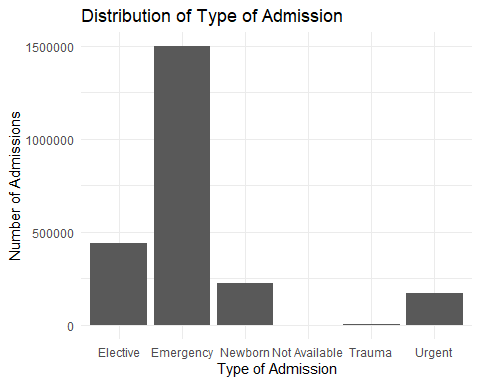 Distribution of Type of Admission
Number of Admissions
1500000
1000000
500000
0
Elective Emergency Newborn Not Available Trauma Urgent
Type of Admission